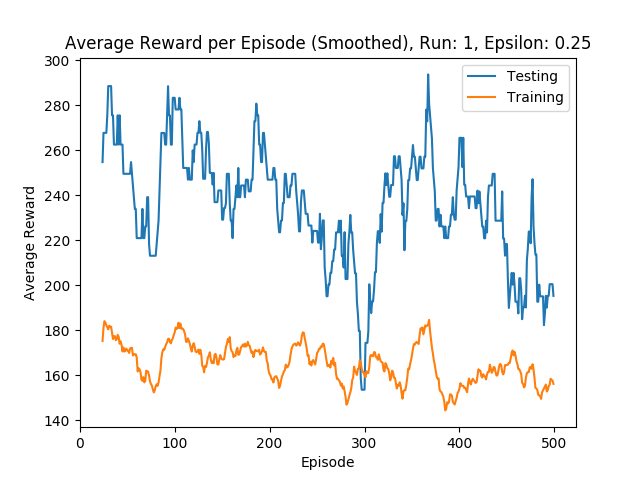 Average Reward per Episode (Smoothed), Run: 1, Epsilon: 0.25
Testing
Training
Average Reward
300
280
260
240
220
200
180
160
140
0 100 200 300 400 500
Episode